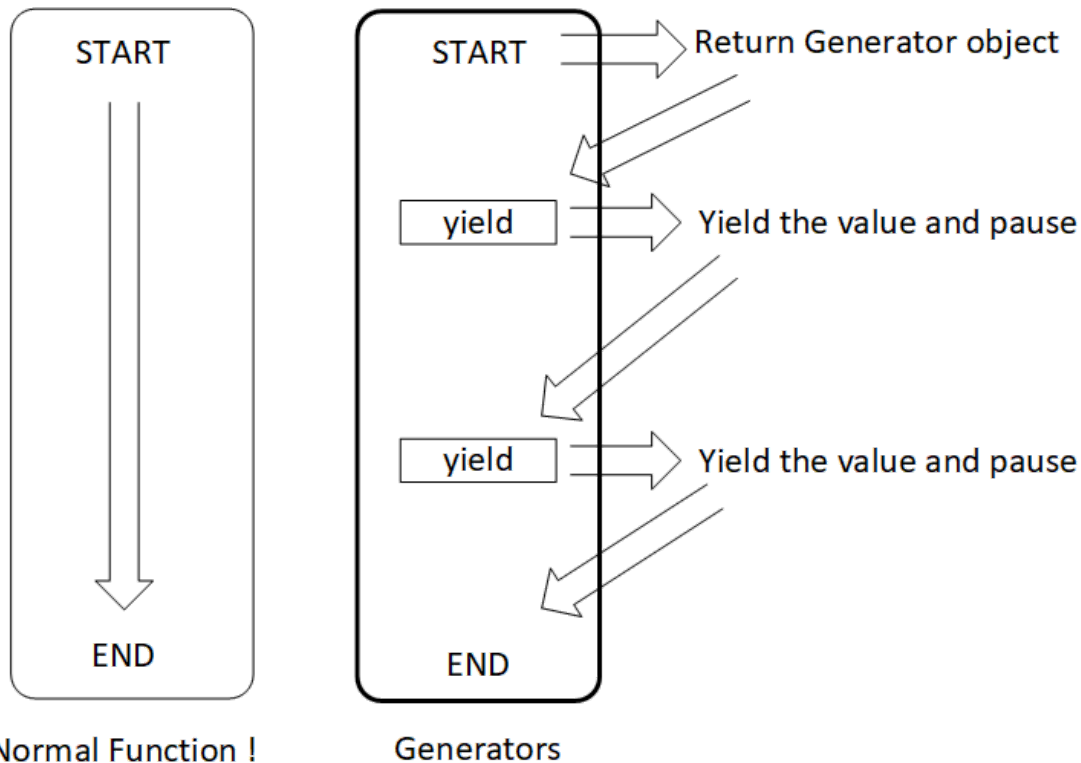 START
END
Normal Function !
START
Return Generator object
yield
Yield the value and pause
yield
Yield the value and pause
END
Generators